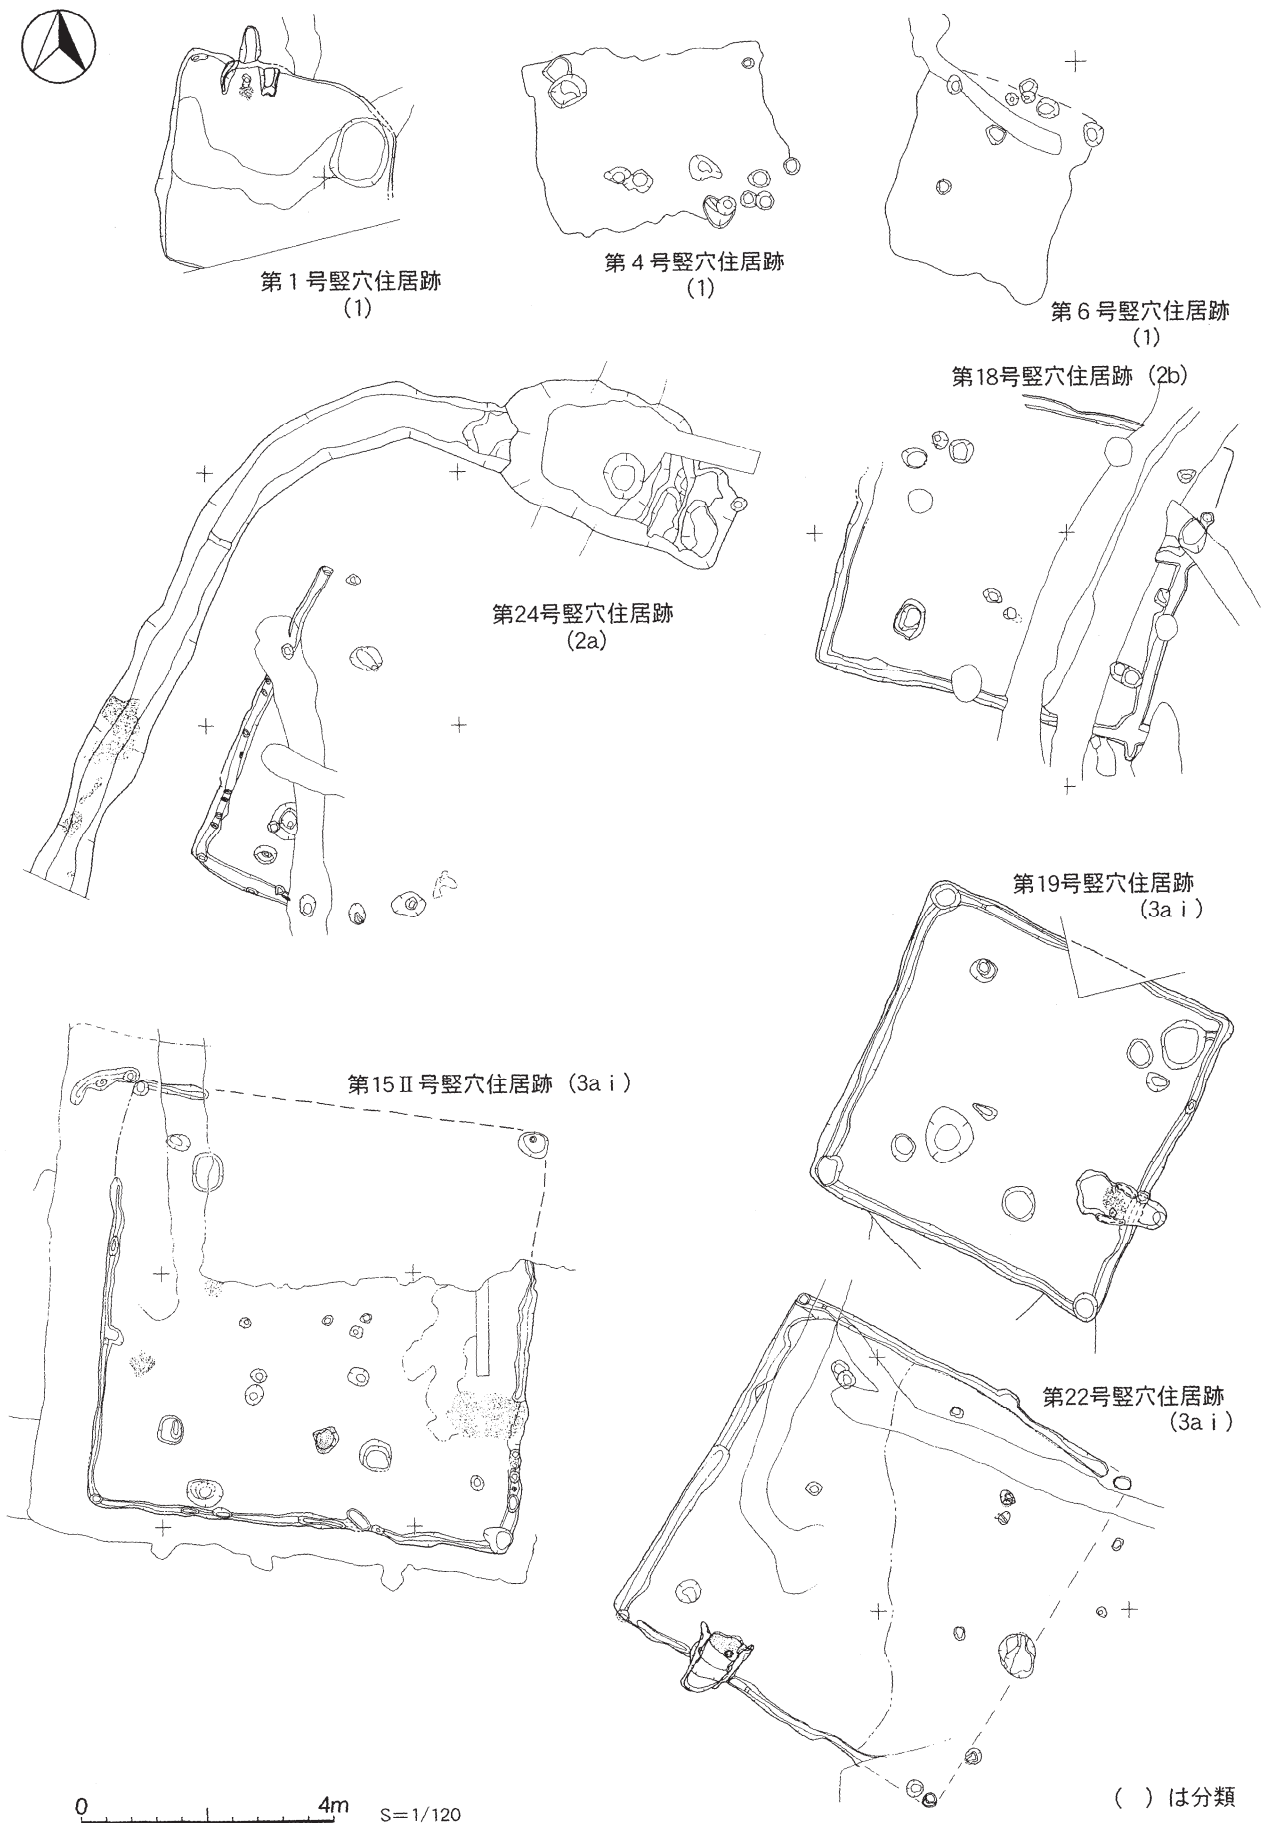 第1号竪穴住居跡
(1)
第4号竪穴住居跡
(1)
第6号竪穴住居跡
(1)
第18号竪穴住居跡(2b)
第24号竪穴住居跡
(2a)
第19号竪穴住居跡
(3aⅰ)
第15Ⅱ号竪穴住居跡(3aⅰ)
第22号竪穴住居跡
(3aⅰ)
0 4m S=1/120
( )は分類